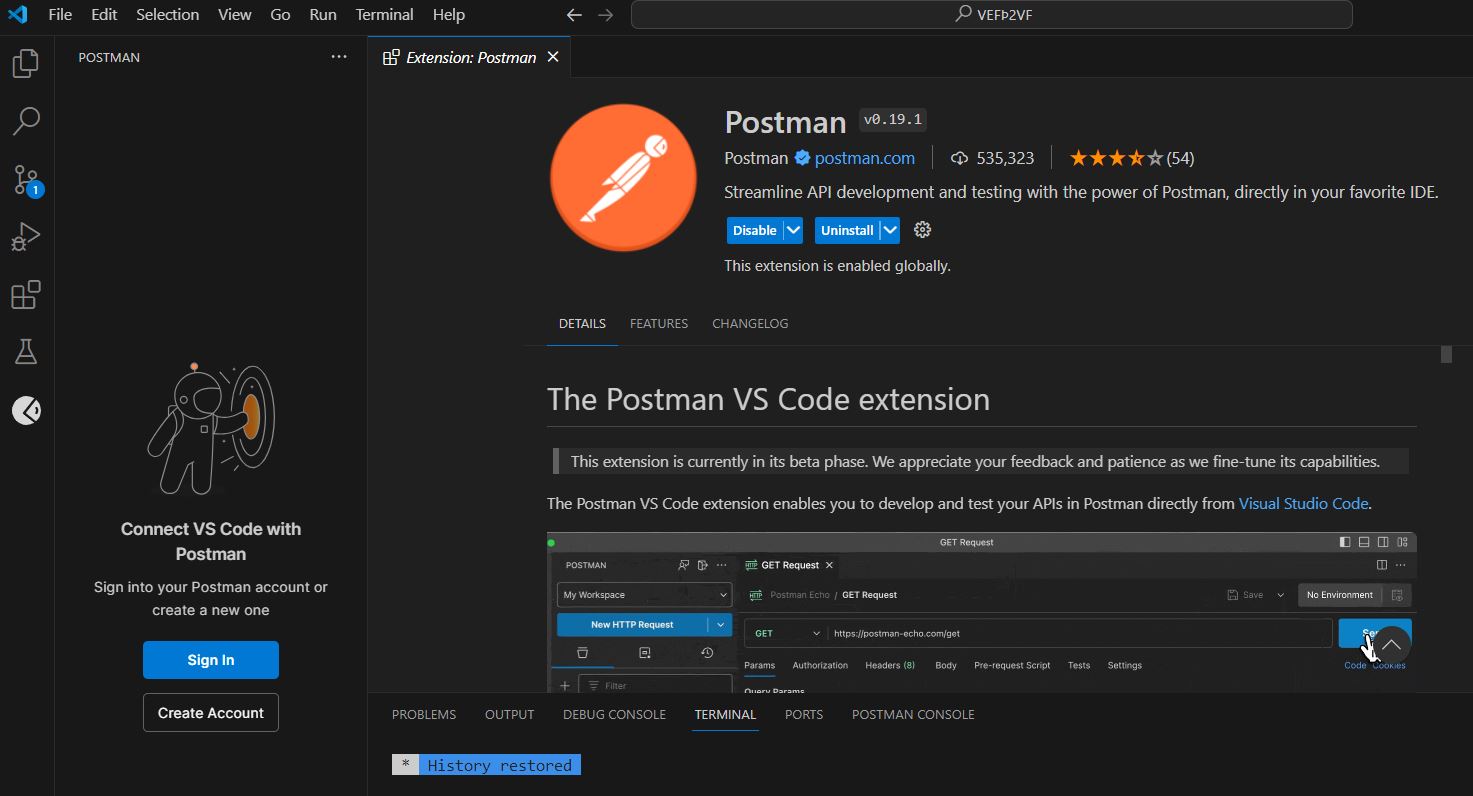 File Edit Selection View Go Run Terminal Help
VEFÞ2VF
POSTMAN
Extension: Postman
1
Connect VS Code with
Postman
Sign into your Postman account or
create a new one
Sign In
Create Account
Postman v0.19.1
Postman postman.com 535,323 (54)
Streamline API development and testing with the power of Postman, directly in your favorite IDE.
Disable Uninstall
This extension is enabled globally.
DETAILS FEATURES CHANGELOG
The Postman VS Code extension
This extension is currently in its beta phase. We appreciate your feedback and patience as we fine-tune its capabilities.
The Postman VS Code extension enables you to develop and test your APIs in Postman directly from Visual Studio Code.
GET Request
POSTMAN
GET Request
My Workspace
HTTP Postman Echo / GET Request Save No Environment
New HTTP Request
GET https://postman-echo.com/get
Params Authorization Headers (8) Body Pre-request Script Tests Settings Code Cookies
Filter
Query Params
PROBLEMS OUTPUT DEBUG CONSOLE TERMINAL PORTS POSTMAN CONSOLE
* History restored